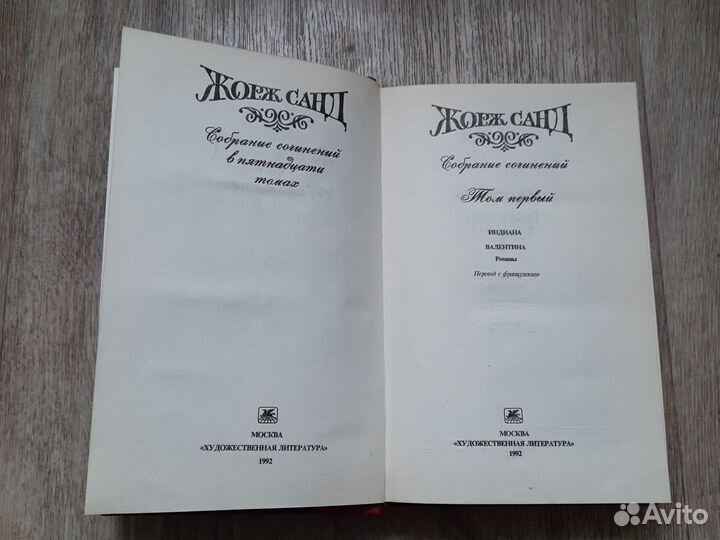 ЖОРЖ САНД
Собрание сочинений
в пятнадцати
томах
МОСКВА
«ХУДОЖЕСТВЕННАЯ ЛИТЕРАТУРА»
1992
ЖОРЖ САНД
Собрание сочинений
Том первый
ИНДИАНА
ВАЛЕНТИНА
Романы
Перевод с французского
МОСКВА
«ХУДОЖЕСТВЕННАЯ ЛИТЕРАТУРА»
1992
Avito